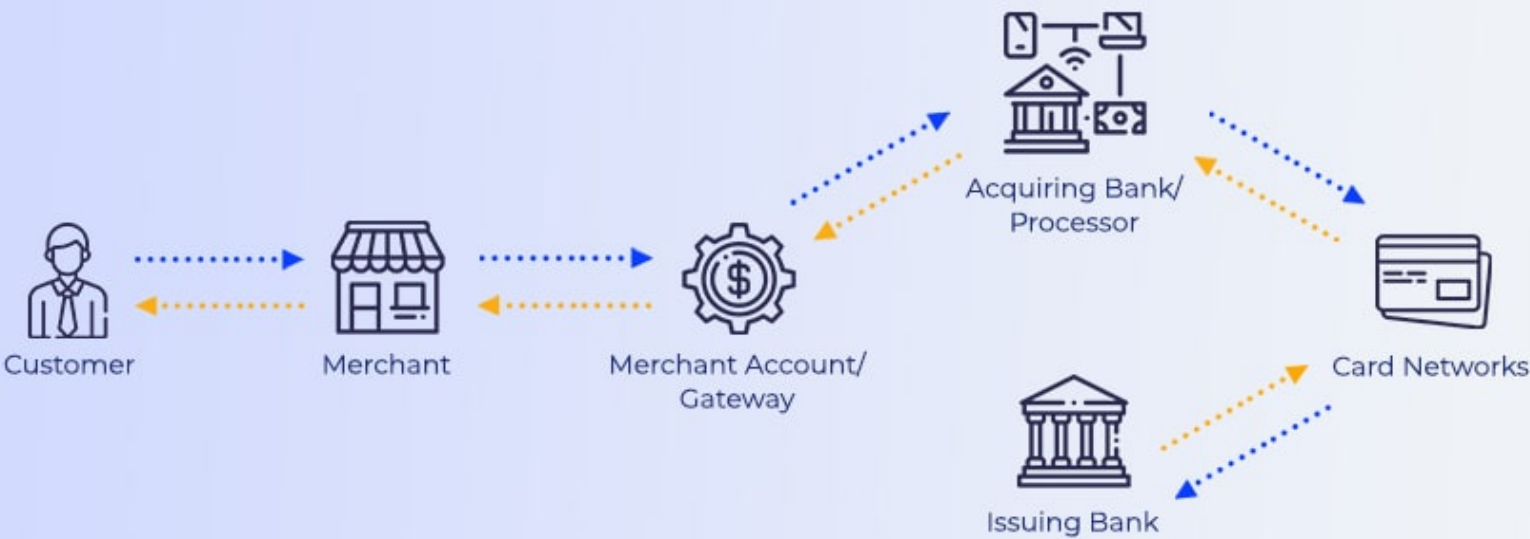 Acquiring Bank/
Processor
Customer
Merchant
Merchant Account/
Gateway
Card Networks
Issuing Bank